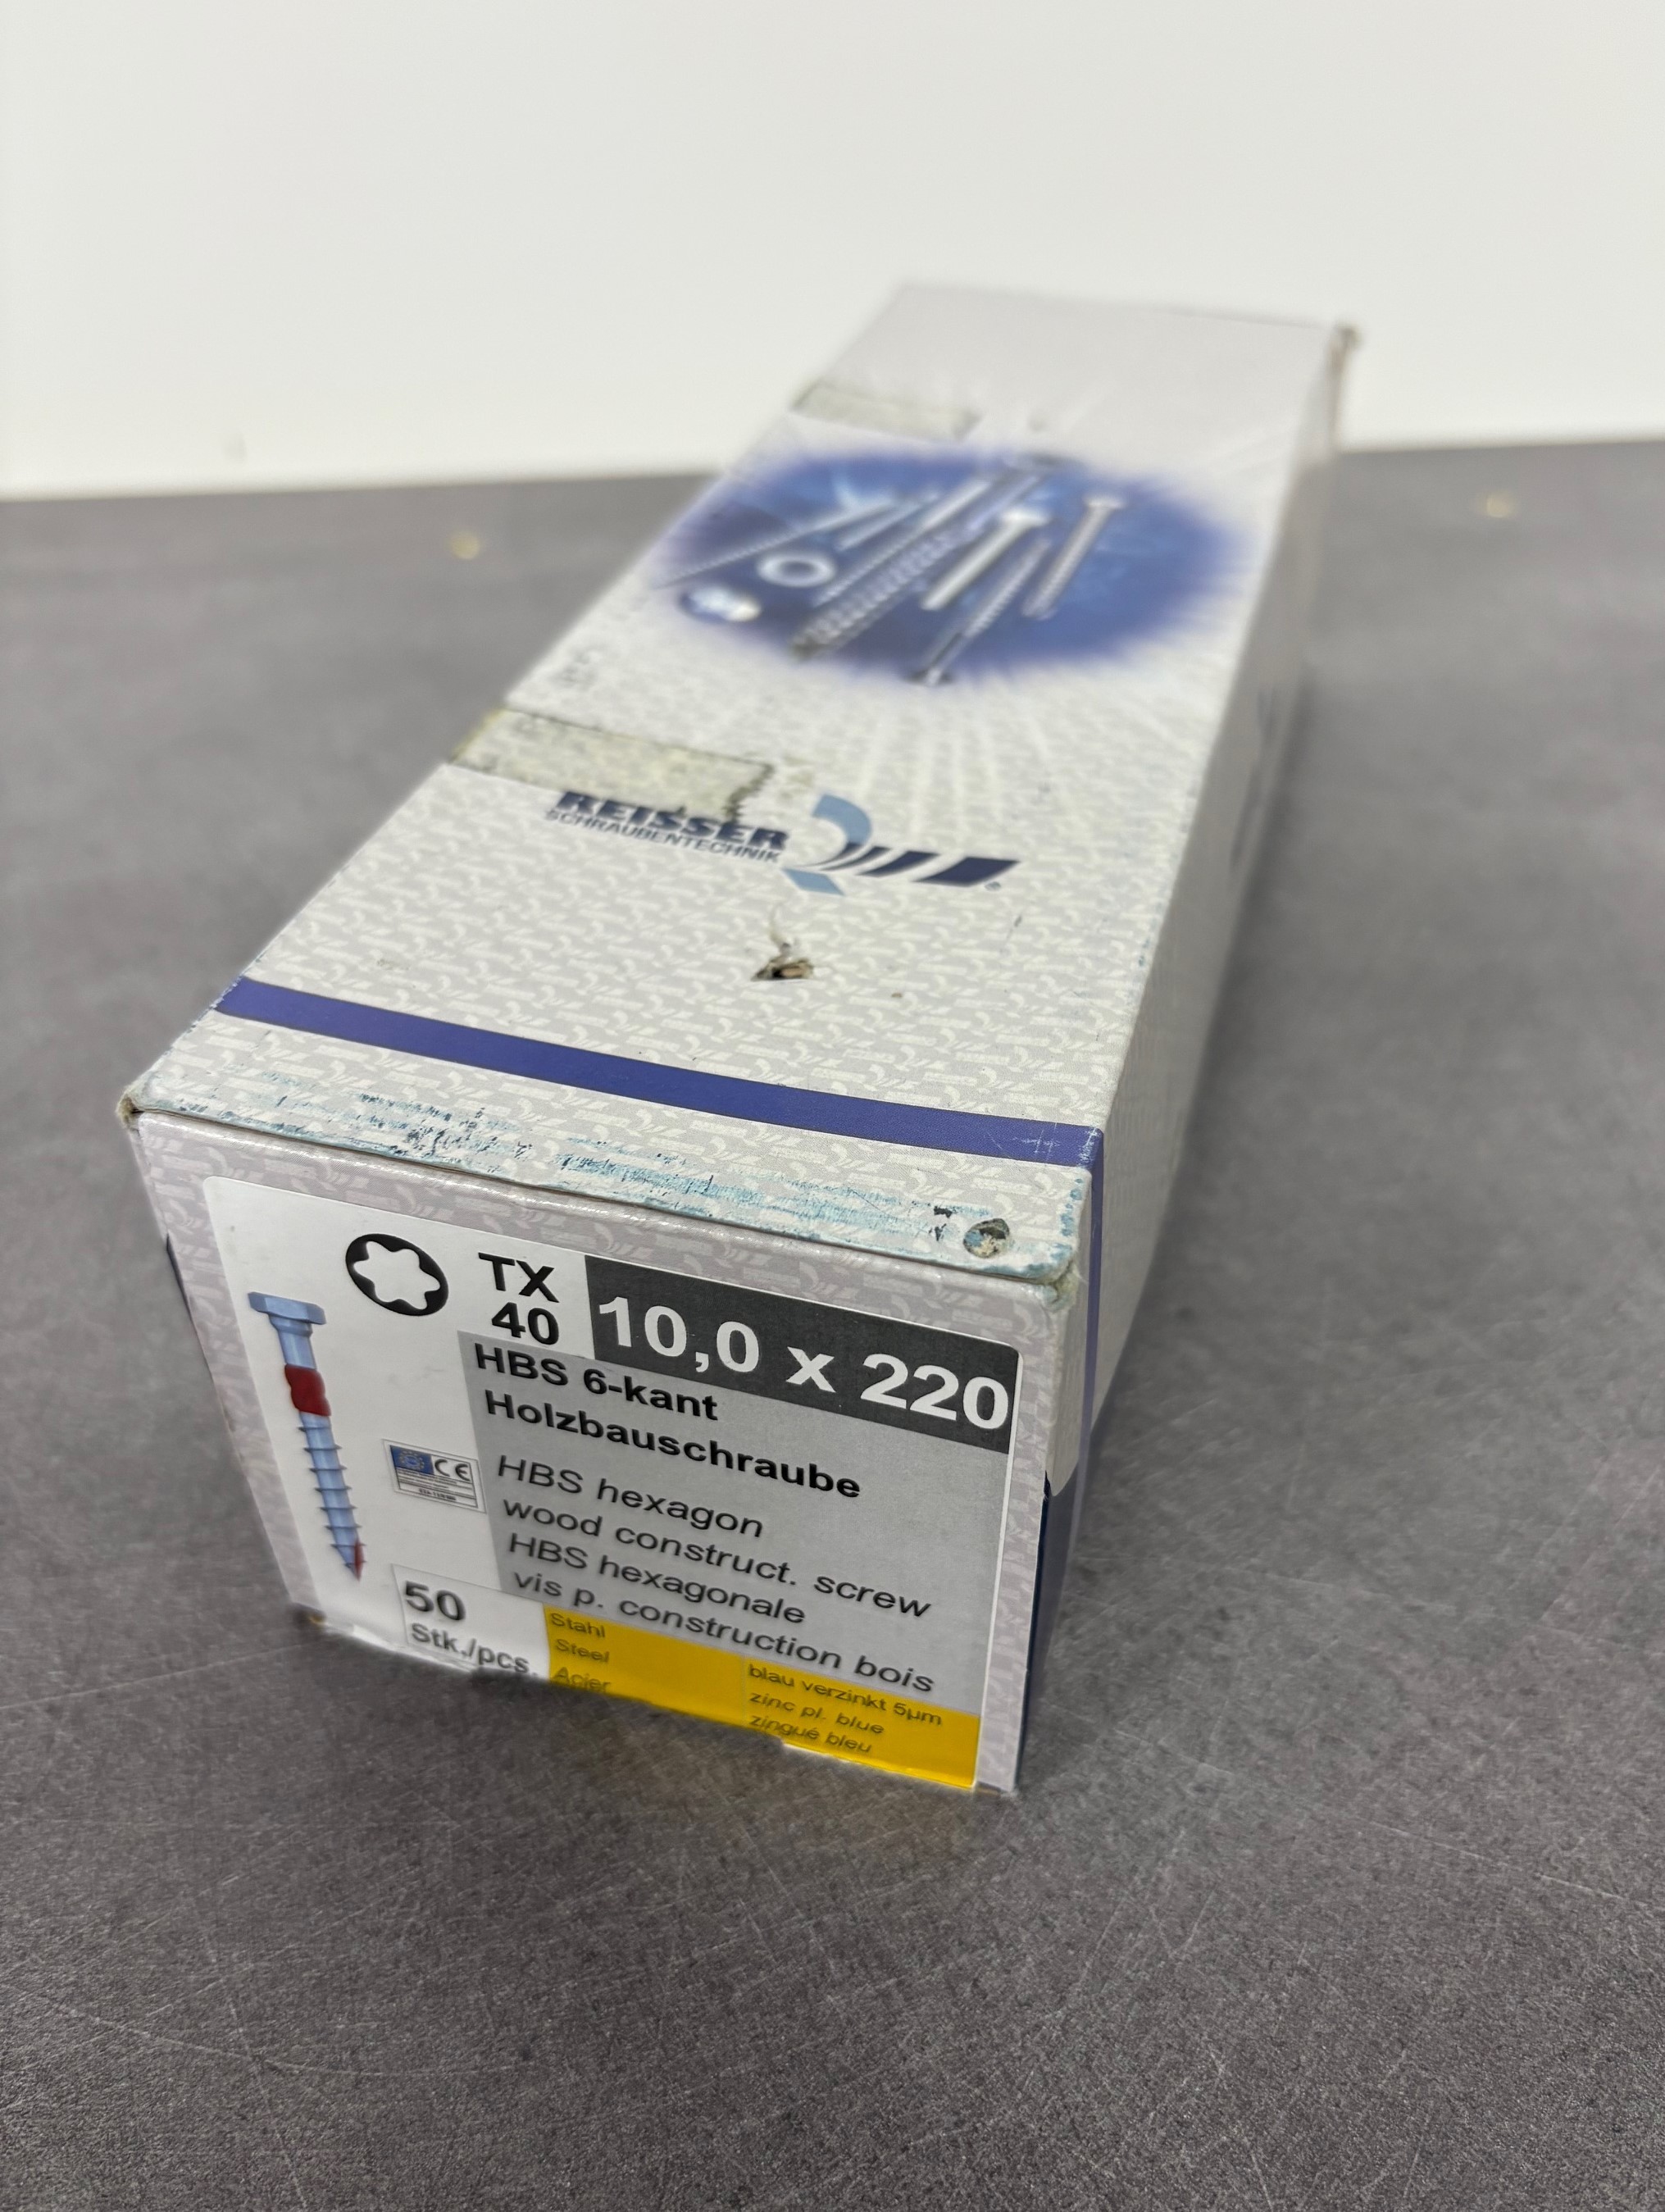 REISSER
SCHRAUBENTECHNIK
®
TX
40
10,0 x 220
HBS 6-kant
Holzbauschraube
HBS hexagon
wood construct. screw
HBS hexagonale
vis p. construction bois
CE
50
Stk./pcs.
Stahl
Steel
Acier
blau verzinkt 5µm
zinc pl. blue
zingué bleu